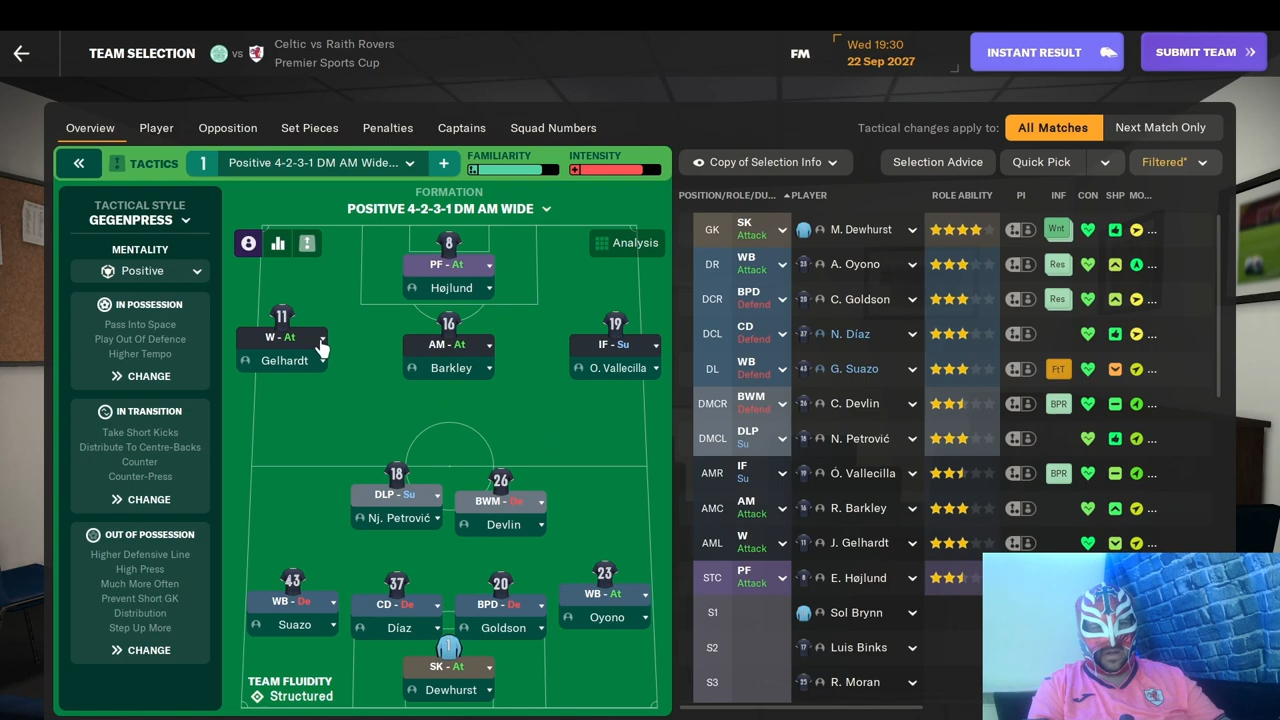 TEAM SELECTION
vs
Celtic vs Raith Rovers
Premier Sports Cup
FM
Wed 19:30
22 Sep 2027
INSTANT RESULT
SUBMIT TEAM
Overview
Player
Opposition
Set Pieces
Penalties
Captains
Squad Numbers
Tactical changes apply to:
All Matches
Next Match Only
TACTICS
1
Positive 4-2-3-1 DM AM Wide...
+
FAMILIARITY
INTENSITY
Copy of Selection Info
Selection Advice
Quick Pick
Filtered*
TACTICAL STYLE
GEGENPRESS
MENTALITY
Positive
IN POSSESSION
Pass Into Space
Play Out Of Defence
Higher Tempo
CHANGE
IN TRANSITION
Take Short Kicks
Distribute To Centre-Backs
Counter
Counter-Press
CHANGE
OUT OF POSSESSION
Higher Defensive Line
High Press
Much More Often
Prevent Short GK
Distribution
Step Up More
CHANGE
FORMATION
POSITIVE 4-2-3-1 DM AM WIDE
Analysis
8
PF - At
Højlund
11
W - At
Gelhardt
16
AM - At
Barkley
19
IF - Su
O. Vallecilla
18
DLP - Su
Nj. Petrović
26
BWM - De
Devlin
43
WB - De
Suazo
37
CD - De
Díaz
20
BPD - De
Goldson
23
WB - At
Oyono
1
SK - At
Dewhurst
TEAM FLUIDITY
Structured
POSITION/ROLE/DU... PLAYER ROLE ABILITY PI INF CON SHP MO...
GK SK Attack M. Dewhurst Wnt ...
DR WB Attack 23 A. Oyono Res ...
DCR BPD Defend 20 C. Goldson Res ...
DCL CD Defend 37 N. Díaz ...
DL WB Defend 43 G. Suazo FtT ...
DMCR BWM Defend 26 C. Devlin BPR ...
DMCL DLP Su 18 N. Petrović ...
AMR IF Su 19 Ó. Vallecilla BPR ...
AMC AM Attack 16 R. Barkley ...
AML W Attack 11 J. Gelhardt ...
STC PF Attack 8 E. Højlund
S1 Sol Brynn
S2 Luis Binks
S3 R. Moran